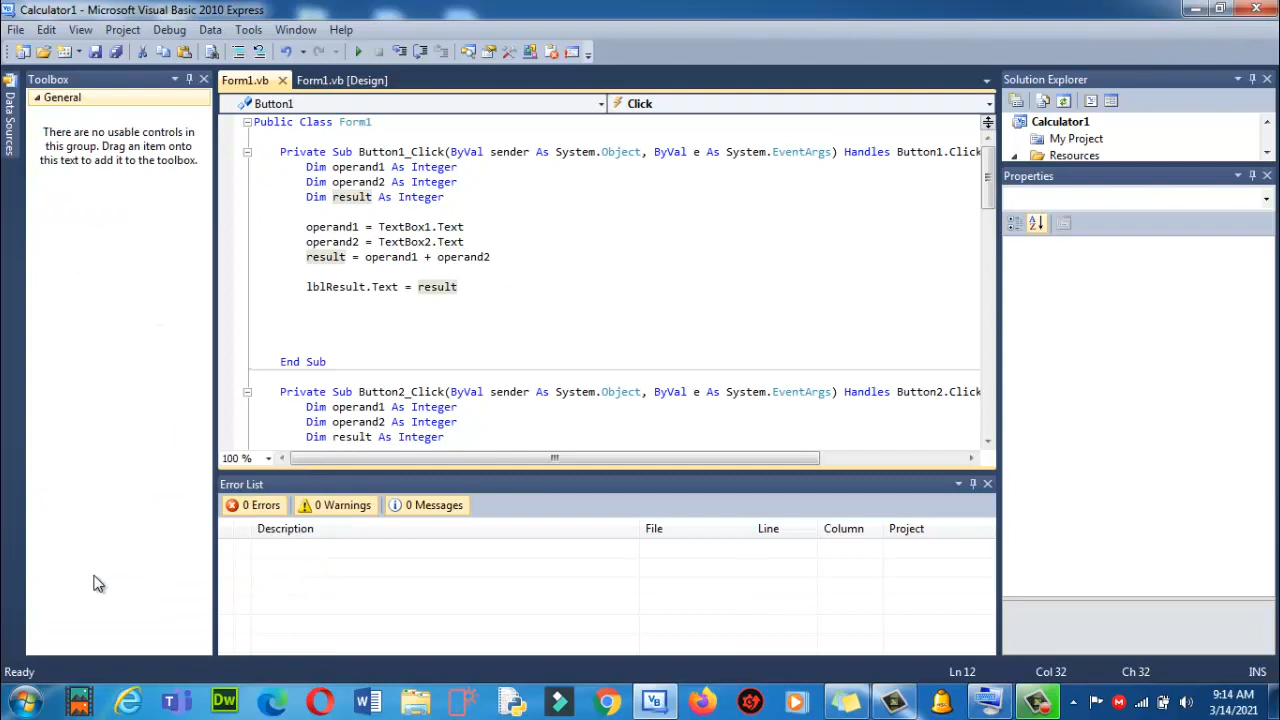 Calculator1 - Microsoft Visual Basic 2010 Express
File Edit View Project Debug Data Tools Window Help
Toolbox
Form1.vb
Form1.vb [Design]
Solution Explorer
General
Button1
Click
There are no usable controls in
this group. Drag an item onto
this text to add it to the toolbox.
Data Sources
Public Class Form1
Private Sub Button1_Click(ByVal sender As System.Object, ByVal e As System.EventArgs) Handles Button1.Click
Dim operand1 As Integer
Dim operand2 As Integer
Dim result As Integer
operand1 = TextBox1.Text
operand2 = TextBox2.Text
result = operand1 + operand2
lblResult.Text = result
End Sub
Private Sub Button2_Click(ByVal sender As System.Object, ByVal e As System.EventArgs) Handles Button2.Click
Dim operand1 As Integer
Dim operand2 As Integer
Dim result As Integer
100 %
Calculator1
My Project
Resources
Properties
Error List
0 Errors
0 Warnings
0 Messages
Description File Line Column Project
Ready Ln 12 Col 32 Ch 32 INS
9:14 AM
3/14/2021